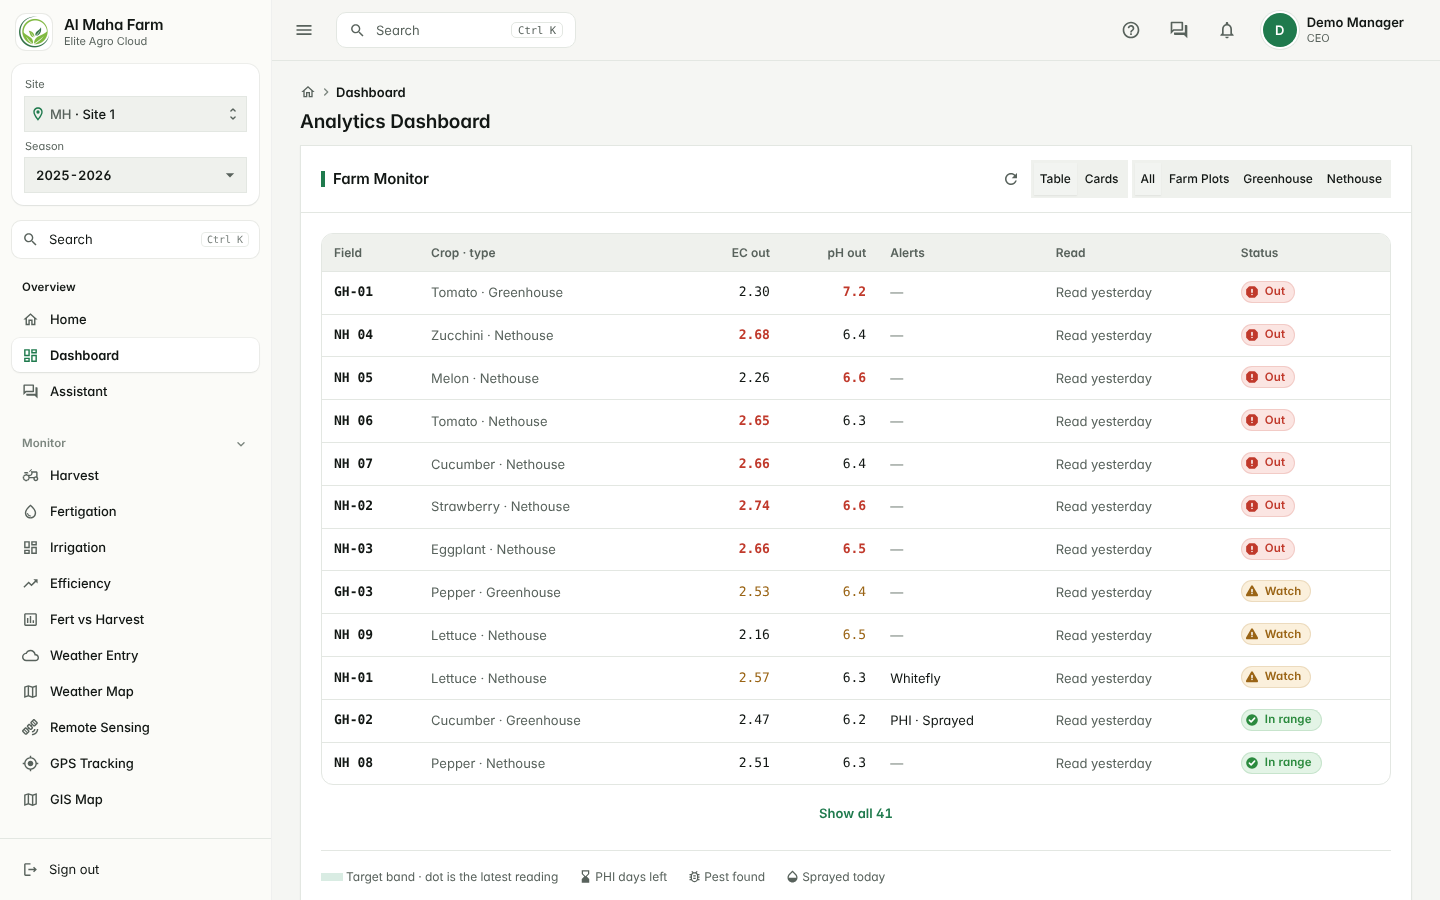 Al Maha Farm
Elite Agro Cloud
Site
MH · Site 1
Season
2025-2026
Search Ctrl K
Overview
Home
Dashboard
Assistant
Monitor
Harvest
Fertigation
Irrigation
Efficiency
Fert vs Harvest
Weather Entry
Weather Map
Remote Sensing
GPS Tracking
GIS Map
Sign out
Search Ctrl K
D
Demo Manager
CEO
Dashboard
Analytics Dashboard
Farm Monitor
Table Cards All Farm Plots Greenhouse Nethouse
Field Crop · type EC out pH out Alerts Read Status
GH-01 Tomato · Greenhouse 2.30 7.2 — Read yesterday Out
NH 04 Zucchini · Nethouse 2.68 6.4 — Read yesterday Out
NH 05 Melon · Nethouse 2.26 6.6 — Read yesterday Out
NH 06 Tomato · Nethouse 2.65 6.3 — Read yesterday Out
NH 07 Cucumber · Nethouse 2.66 6.4 — Read yesterday Out
NH-02 Strawberry · Nethouse 2.74 6.6 — Read yesterday Out
NH-03 Eggplant · Nethouse 2.66 6.5 — Read yesterday Out
GH-03 Pepper · Greenhouse 2.53 6.4 — Read yesterday Watch
NH 09 Lettuce · Nethouse 2.16 6.5 — Read yesterday Watch
NH-01 Lettuce · Nethouse 2.57 6.3 Whitefly Read yesterday Watch
GH-02 Cucumber · Greenhouse 2.47 6.2 PHI · Sprayed Read yesterday In range
NH 08 Pepper · Nethouse 2.51 6.3 — Read yesterday In range
Show all 41
Target band · dot is the latest reading PHI days left Pest found Sprayed today